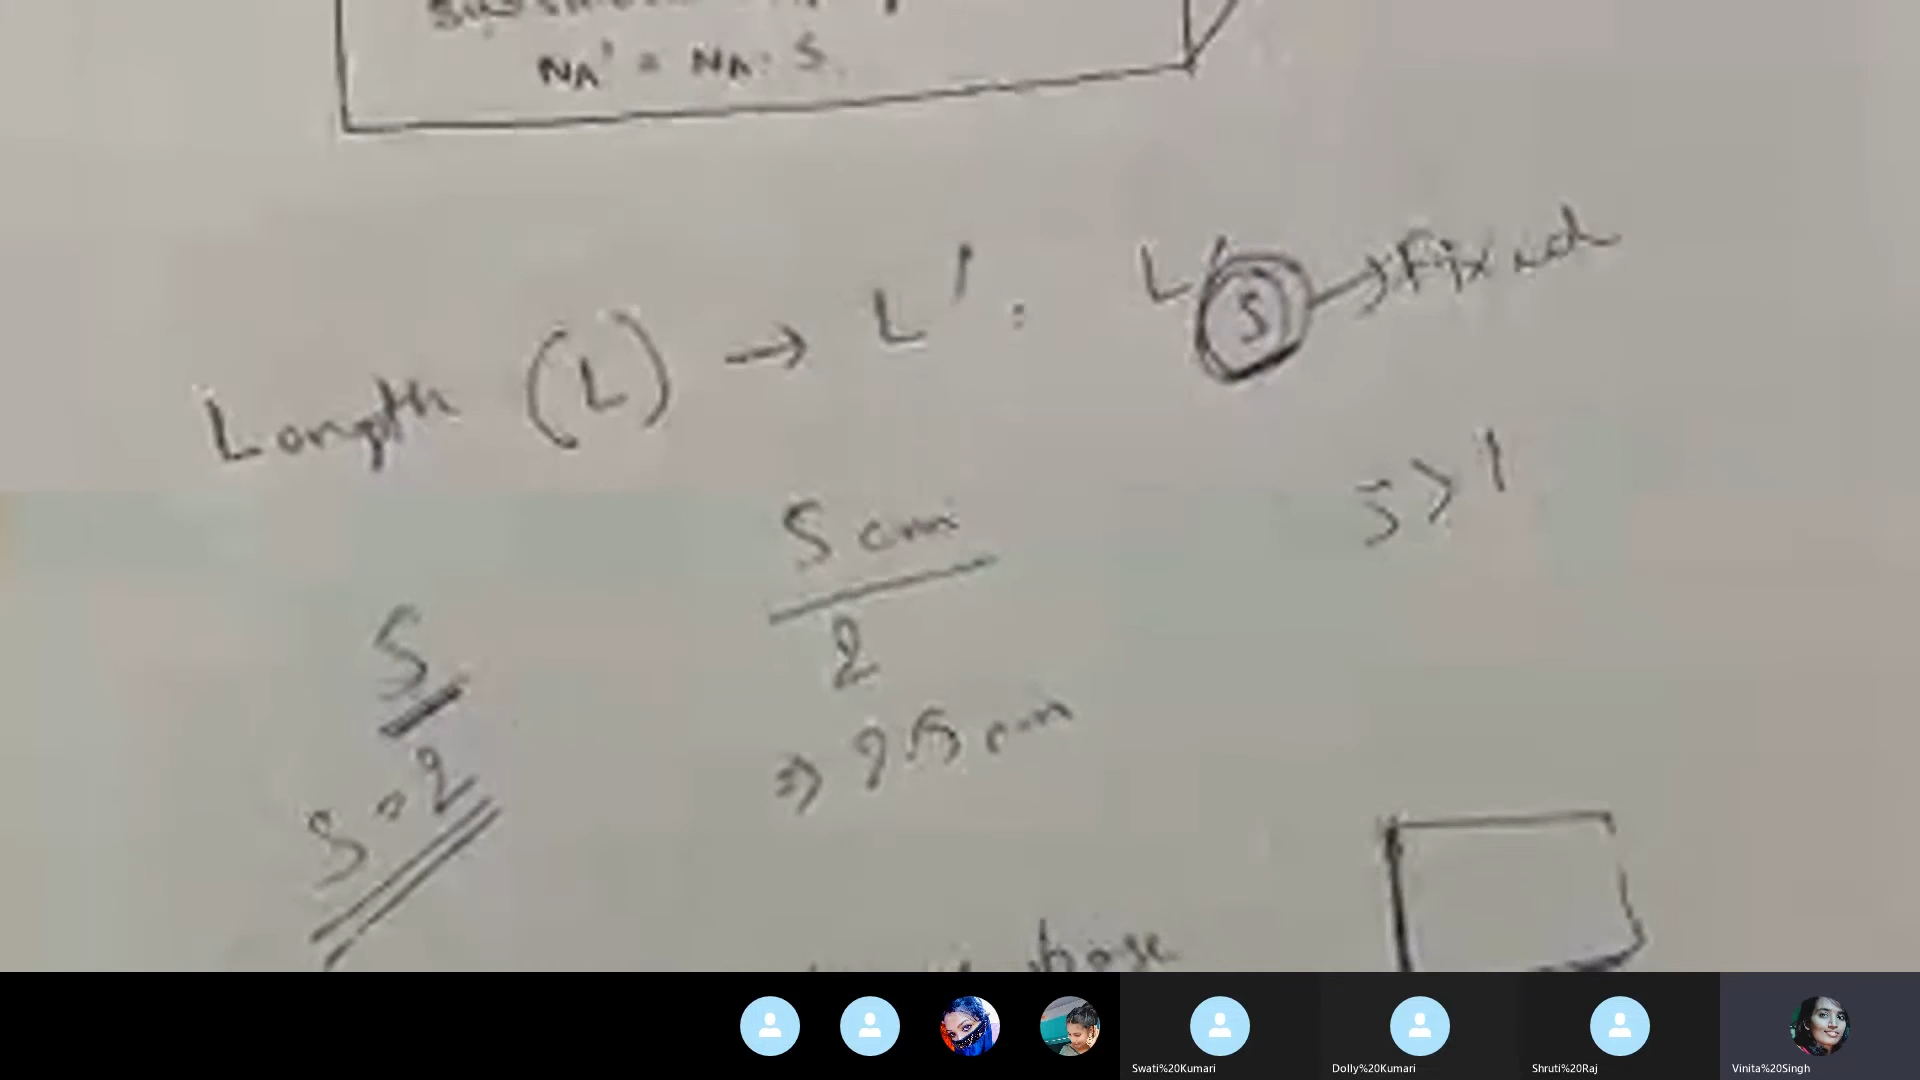 NA' = NA · S
Length (L) → L' : L/S → Fixed
S > 1
5 cm
2
⇒ 2.5 cm
S
S = 2
base
Swati%20Kumari
Dolly%20Kumari
Shruti%20Raj
Vinita%20Singh